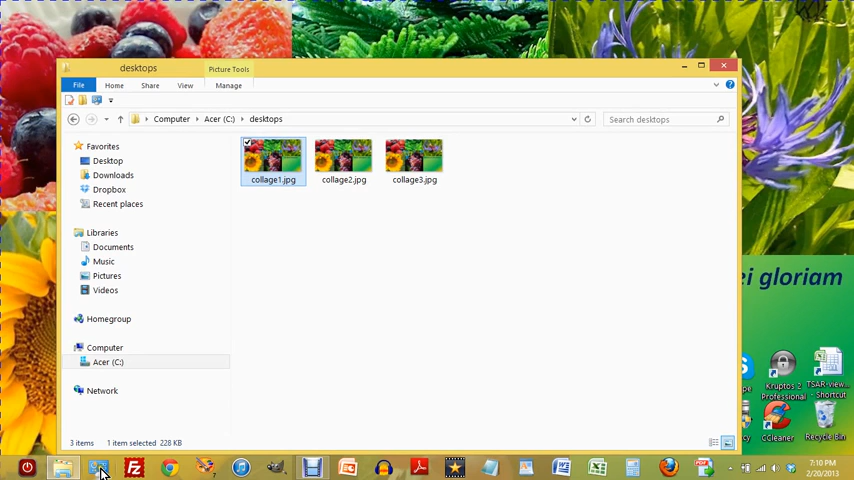 desktops
Picture Tools
File
Home
Share
View
Manage
Computer
Acer (C:)
desktops
Search desktops
Favorites
Desktop
Downloads
Dropbox
Recent places
Libraries
Documents
Music
Pictures
Videos
Homegroup
Computer
Acer (C:)
Network
collage1.jpg
collage2.jpg
collage3.jpg
3 items
1 item selected 228 KB
ei gloriam
Kruptos 2
Professional
TSAR-view...
- Shortcut
CCleaner
Recycle Bin
7:10 PM
2/20/2013